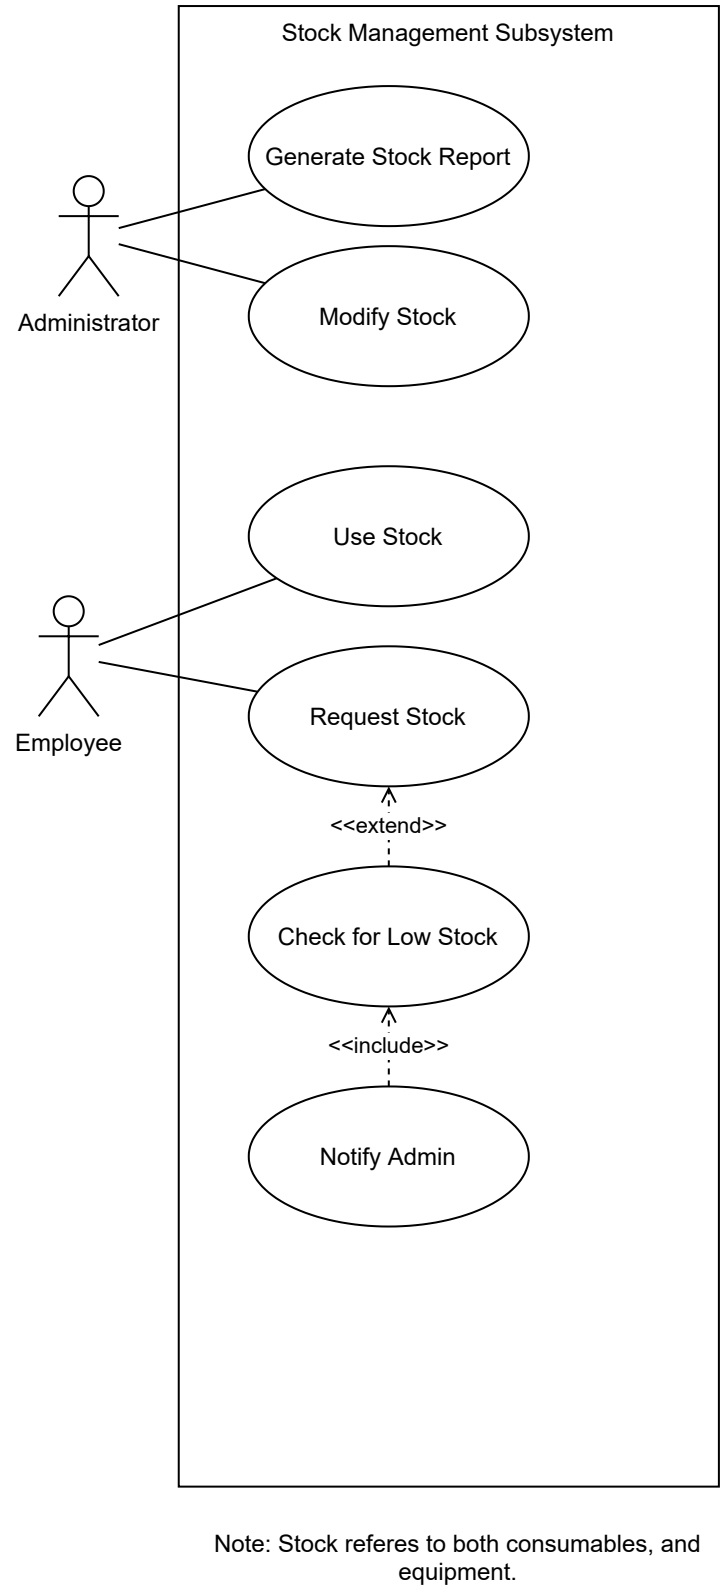 Stock Management Subsystem
Generate Stock Report
Administrator
Modify Stock
Use Stock
Employee
Request Stock
<<extend>>
Check for Low Stock
<<include>>
Notify Admin
Note: Stock referes to both consumables, and
equipment.